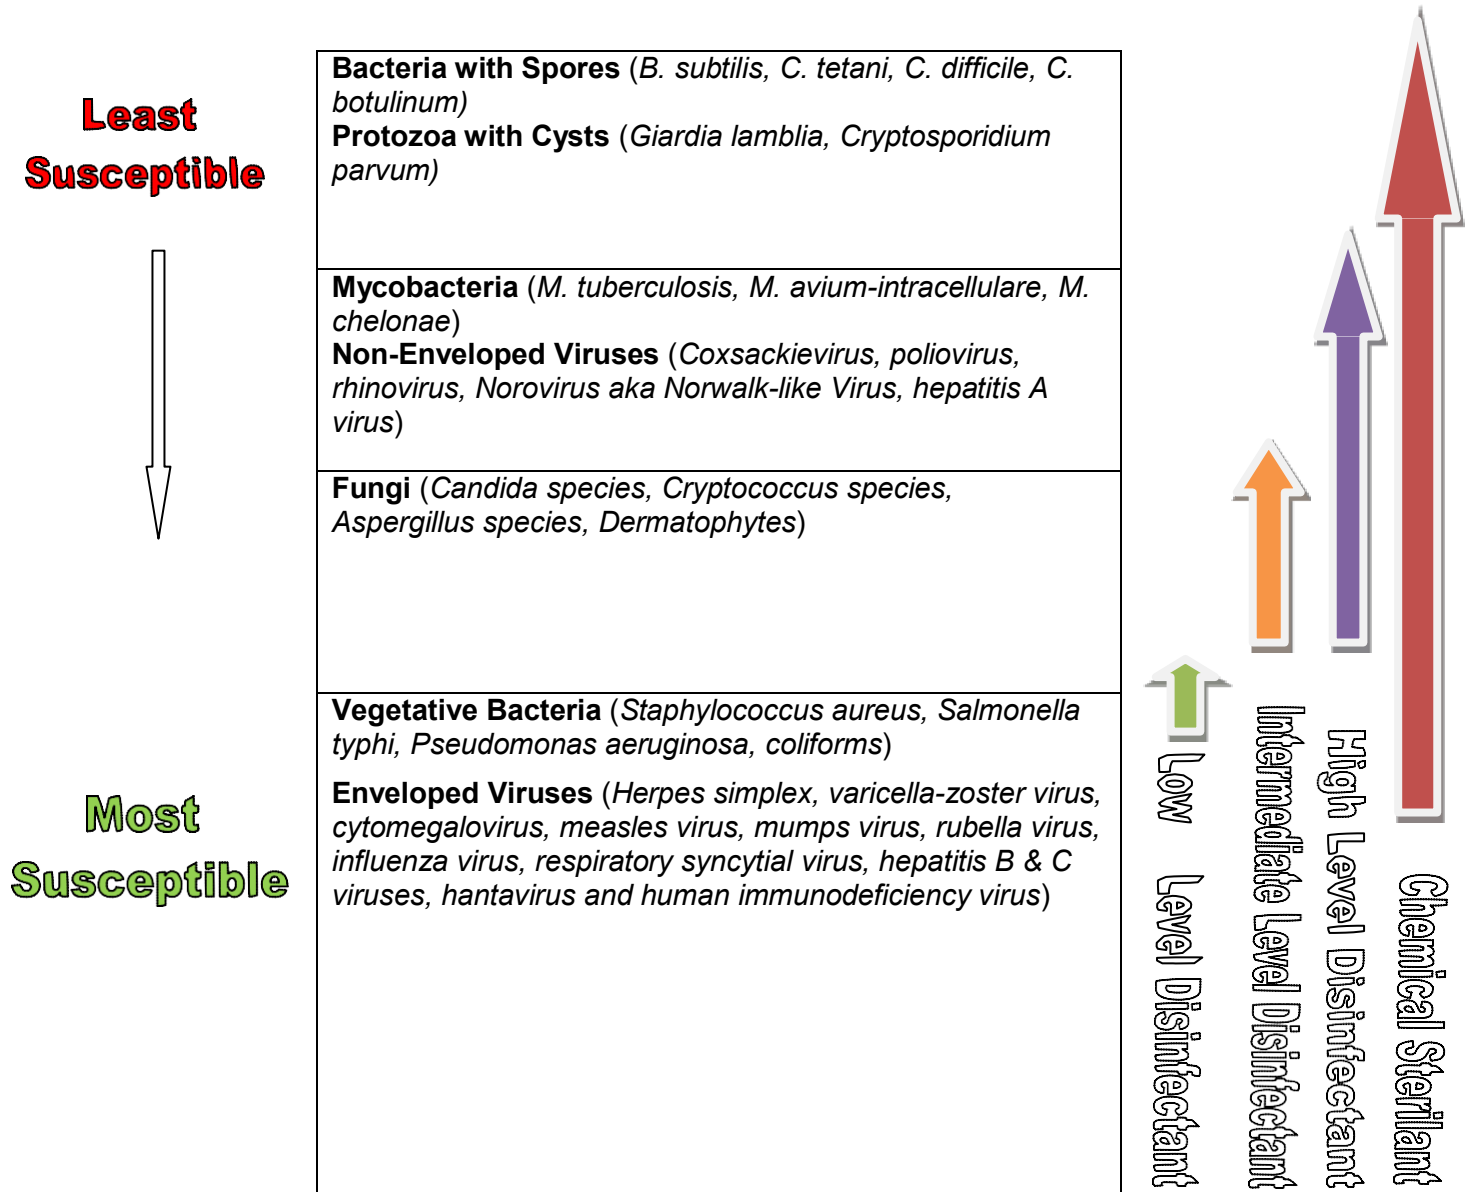 Least
Susceptible
Bacteria with Spores (B. subtilis, C. tetani, C. difficile, C.
botulinum)
Protozoa with Cysts (Giardia lamblia, Cryptosporidium
parvum)
Mycobacteria (M. tuberculosis, M. avium-intracellulare, M.
chelonae)
Non-Enveloped Viruses (Coxsackievirus, poliovirus,
rhinovirus, Norovirus aka Norwalk-like Virus, hepatitis A
virus)
Fungi (Candida species, Cryptococcus species,
Aspergillus species, Dermatophytes)
Vegetative Bacteria (Staphylococcus aureus, Salmonella
typhi, Pseudomonas aeruginosa, coliforms)
Enveloped Viruses (Herpes simplex, varicella-zoster virus,
cytomegalovirus, measles virus, mumps virus, rubella virus,
influenza virus, respiratory syncytial virus, hepatitis B & C
viruses, hantavirus and human immunodeficiency virus)
Most
Susceptible
Low Level Disinfectant
Intermediate Level Disinfectant
High Level Disinfectant
Chemical Sterilant